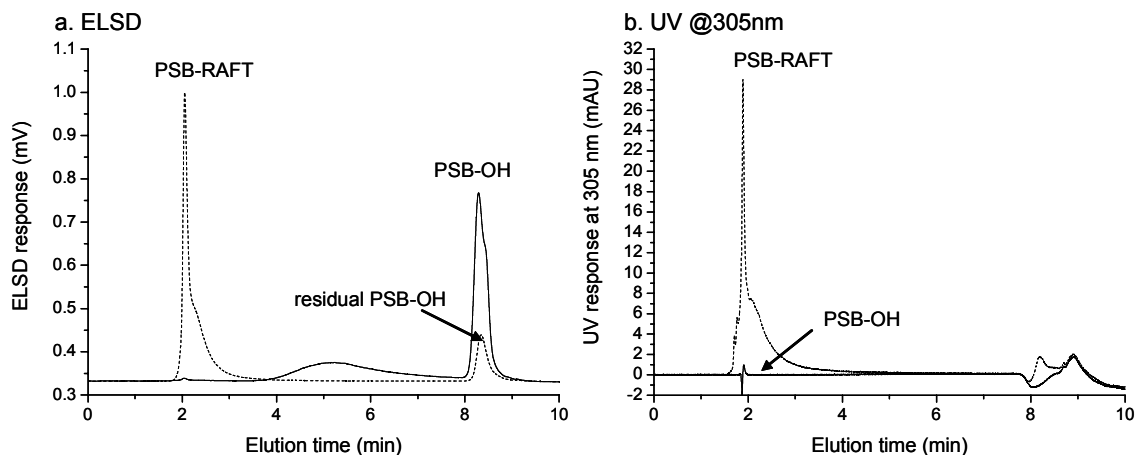 a. ELSD
1.1
1.0
0.9
0.8
0.7
0.6
0.5
0.4
0.3
ELSD response (mV)
PSB-RAFT
PSB-OH
residual PSB-OH
0 2 4 6 8 10
Elution time (min)
b. UV @305nm
32
30
28
26
24
22
20
18
16
14
12
10
8
6
4
2
0
-2
UV response at 305 nm (mAU)
PSB-RAFT
PSB-OH
0 2 4 6 8 10
Elution time (min)